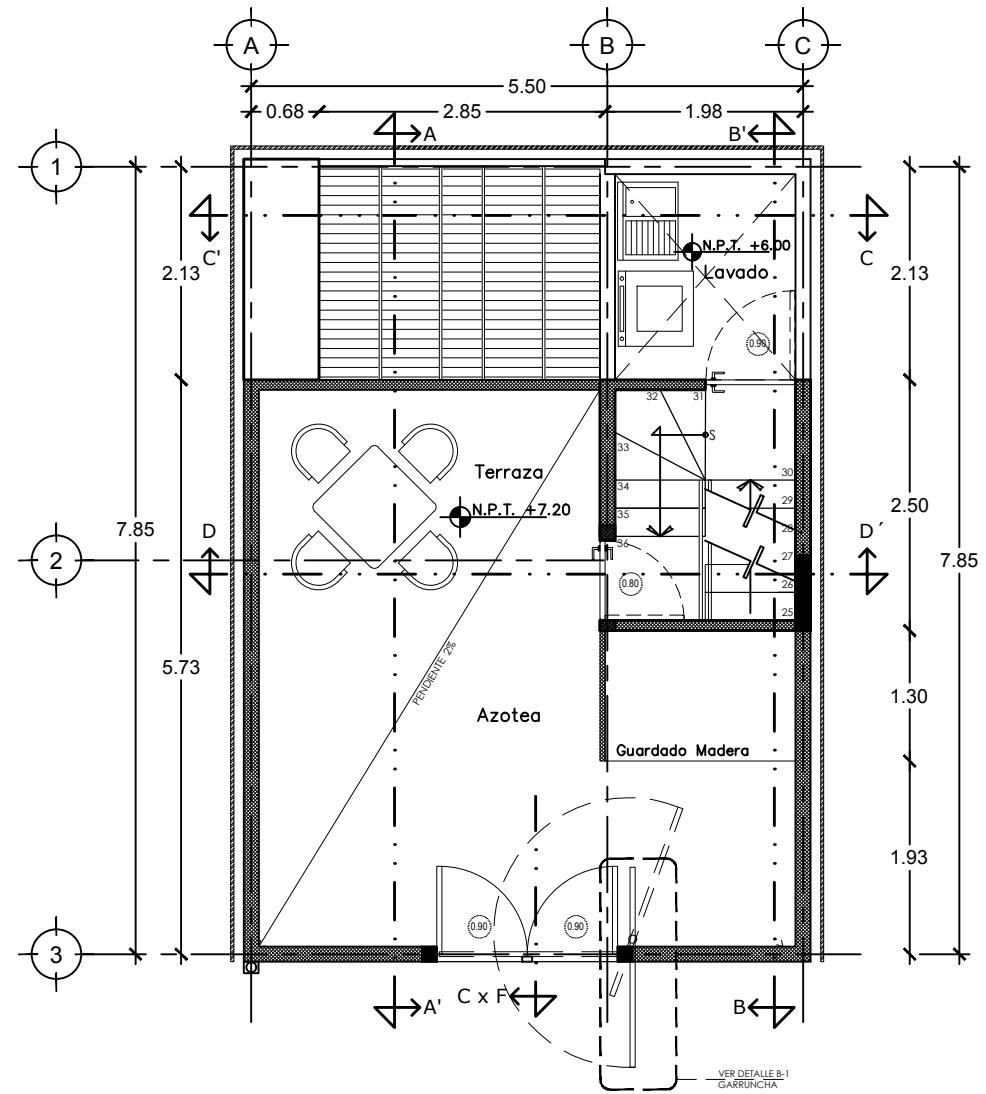 A
B
C
5.50
0.68
2.85
1.98
A
B'
1
C'
C
N.P.T. +6.00
Lavado
2.13
2.13
0.90
32
31
S
33
30
Terraza
34
29
N.P.T. +7.20
35
28
2.50
7.85
D
36
27
D´
7.85
2
0.80
26
25
5.73
PENDIENTE 2%
1.30
Azotea
Guardado Madera
1.93
0.90
0.90
3
A'
C x F
B
VER DETALLE B-1
GARRUNCHA